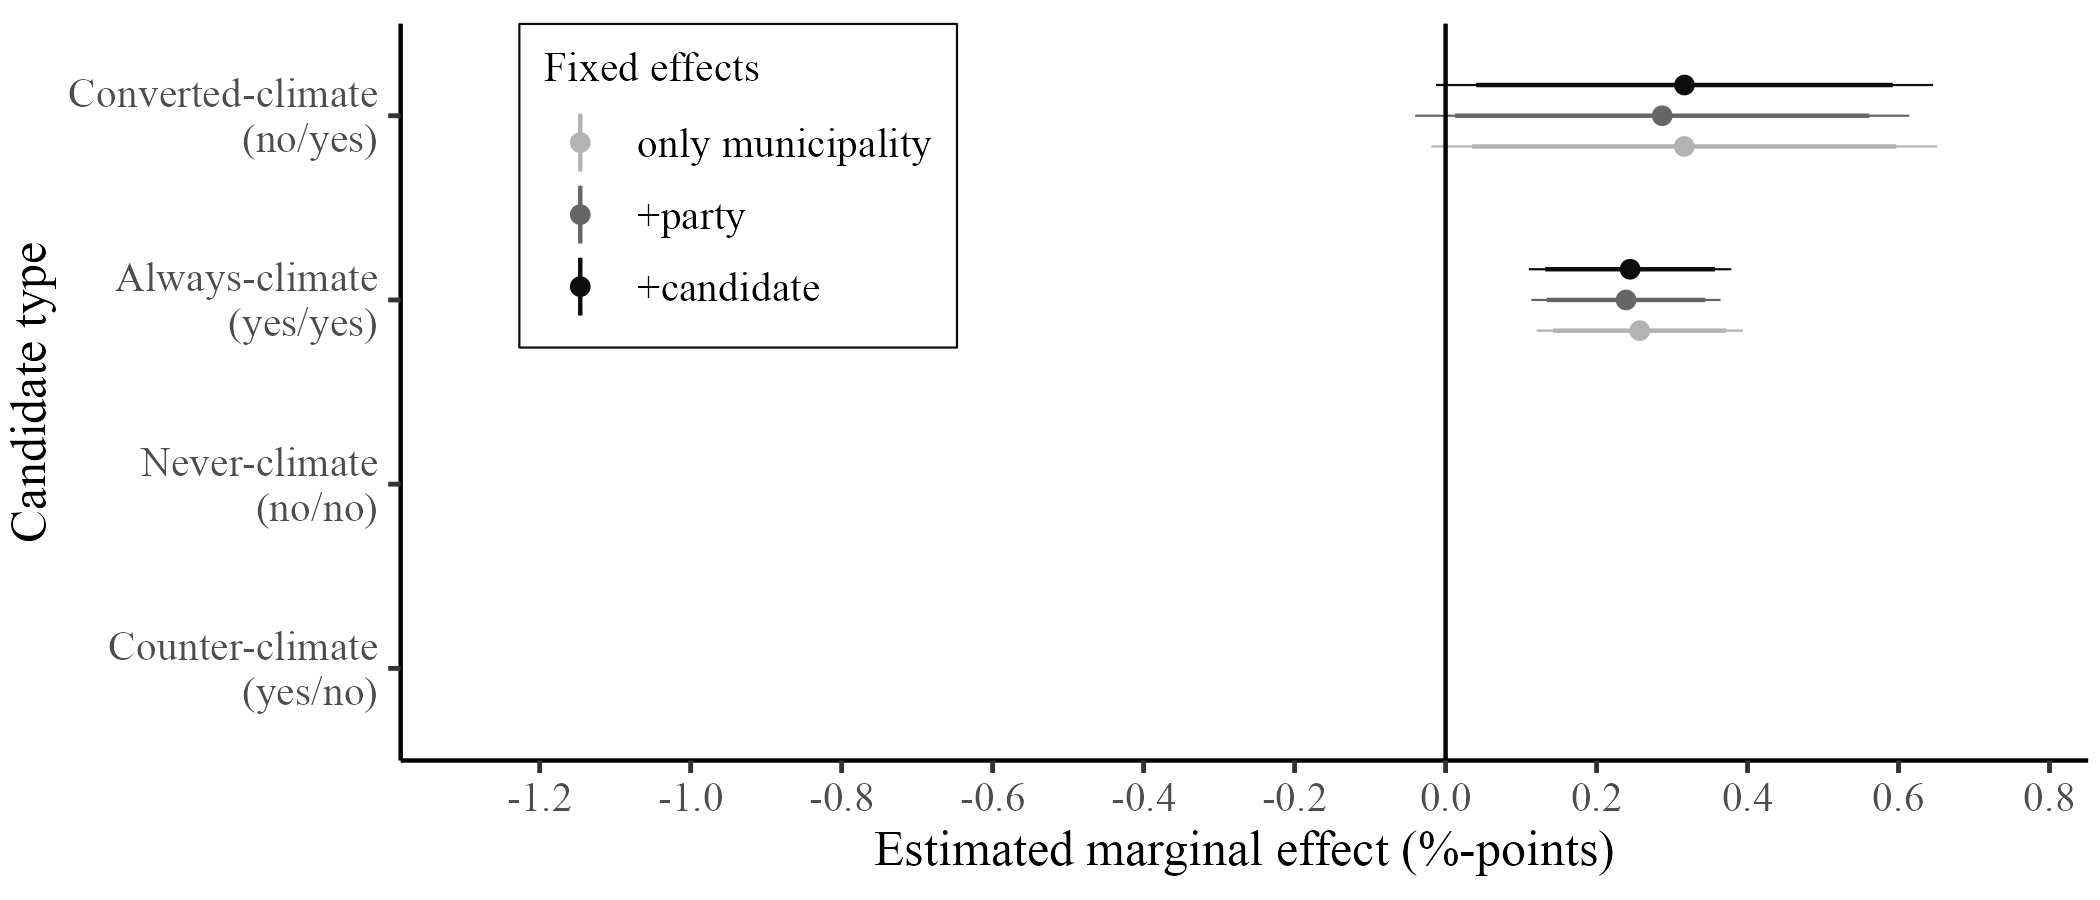 Fixed effects
only municipality
+party
+candidate
Candidate type
Converted-climate
(no/yes)
Always-climate
(yes/yes)
Never-climate
(no/no)
Counter-climate
(yes/no)
-1.2 -1.0 -0.8 -0.6 -0.4 -0.2 0.0 0.2 0.4 0.6 0.8
Estimated marginal effect (%-points)